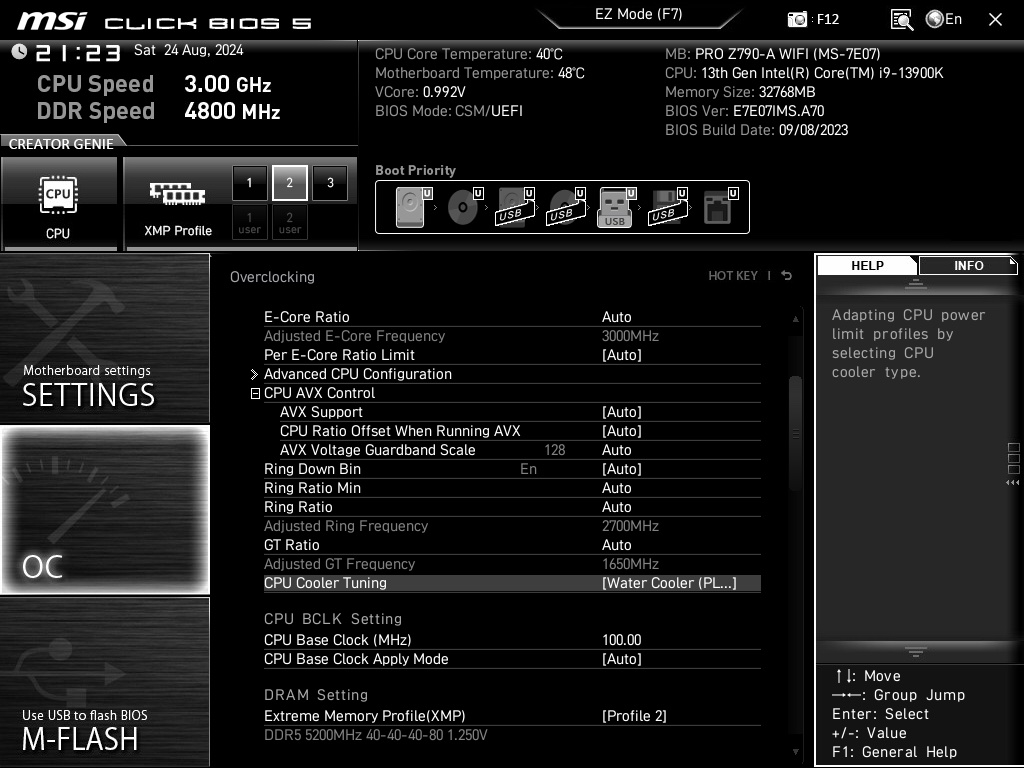 msi CLICK BIOS 5
EZ Mode (F7)
: F12
En
21:23 Sat 24 Aug, 2024
CPU Speed 3.00 GHz
DDR Speed 4800 MHz
CPU Core Temperature: 40°C
Motherboard Temperature: 48°C
VCore: 0.992V
BIOS Mode: CSM/UEFI
MB: PRO Z790-A WIFI (MS-7E07)
CPU: 13th Gen Intel(R) Core(TM) i9-13900K
Memory Size: 32768MB
BIOS Ver: E7E07IMS.A70
BIOS Build Date: 09/08/2023
CREATOR GENIE
CPU
CPU
XMP Profile
1 2 3
1 user
2 user
Boot Priority
U U U U U U U
USB USB USB USB
Motherboard settings
SETTINGS
OC
Use USB to flash BIOS
M-FLASH
Overclocking
HOT KEY |
E-Core Ratio Auto
Adjusted E-Core Frequency 3000MHz
Per E-Core Ratio Limit [Auto]
Advanced CPU Configuration
CPU AVX Control
AVX Support [Auto]
CPU Ratio Offset When Running AVX [Auto]
AVX Voltage Guardband Scale 128 Auto
Ring Down Bin En [Auto]
Ring Ratio Min Auto
Ring Ratio Auto
Adjusted Ring Frequency 2700MHz
GT Ratio Auto
Adjusted GT Frequency 1650MHz
CPU Cooler Tuning [Water Cooler (PL...]
CPU BCLK Setting
CPU Base Clock (MHz) 100.00
CPU Base Clock Apply Mode [Auto]
DRAM Setting
Extreme Memory Profile(XMP) [Profile 2]
DDR5 5200MHz 40-40-40-80 1.250V
HELP
INFO
Adapting CPU power
limit profiles by
selecting CPU
cooler type.
↑↓: Move
→←: Group Jump
Enter: Select
+/-: Value
F1: General Help